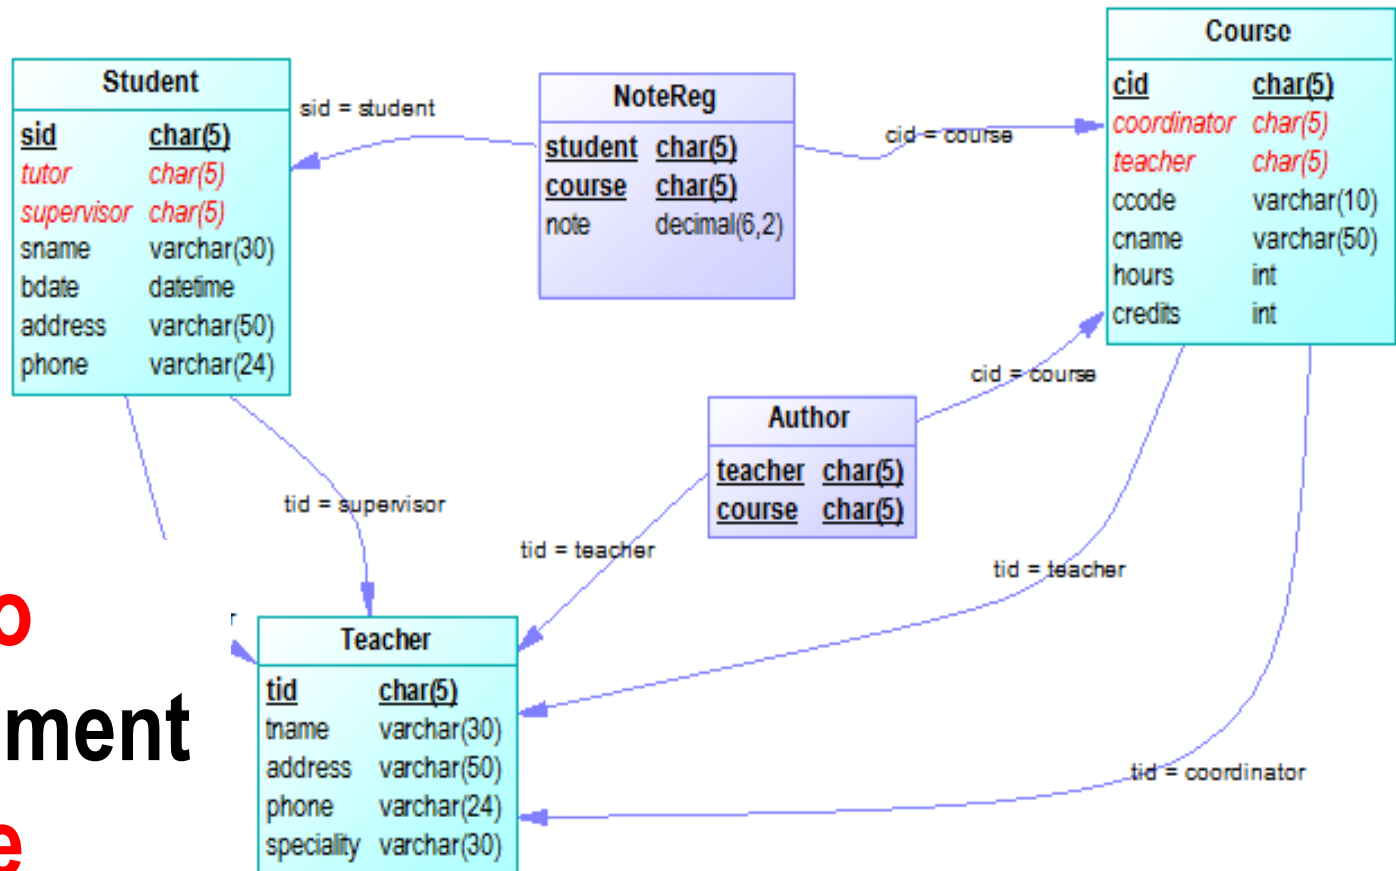 Student
sid char(5)
tutor char(5)
supervisor char(5)
sname varchar(30)
bdate datetime
address varchar(50)
phone varchar(24)
sid = student
NoteReg
student char(5)
course char(5)
note decimal(6,2)
cid = course
Course
cid char(5)
coordinator char(5)
teacher char(5)
ccode varchar(10)
cname varchar(50)
hours int
credits int
cid = course
Author
teacher char(5)
course char(5)
tid = supervisor
tid = teacher
tid = teacher
tid = coordinator
Teacher
tid char(5)
tname varchar(30)
address varchar(50)
phone varchar(24)
speciality varchar(30)
o
ment
e